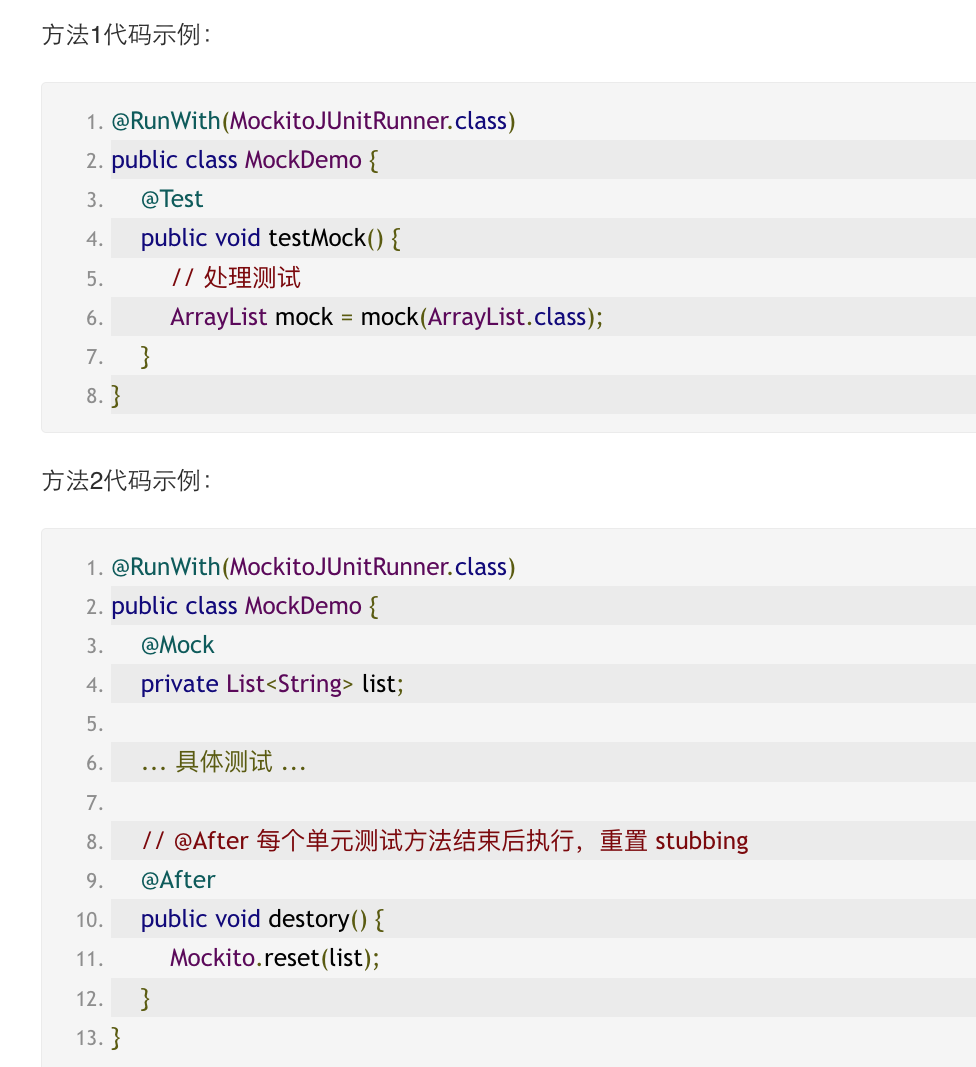 方法1代码示例：
1. @RunWith(MockitoJUnitRunner.class)
2. public class MockDemo {
3. @Test
4. public void testMock() {
5. // 处理测试
6. ArrayList mock = mock(ArrayList.class);
7. }
8. }
方法2代码示例：
1. @RunWith(MockitoJUnitRunner.class)
2. public class MockDemo {
3. @Mock
4. private List<String> list;
5.
6. ... 具体测试 ...
7.
8. // @After 每个单元测试方法结束后执行，重置 stubbing
9. @After
10. public void destory() {
11. Mockito.reset(list);
12. }
13. }